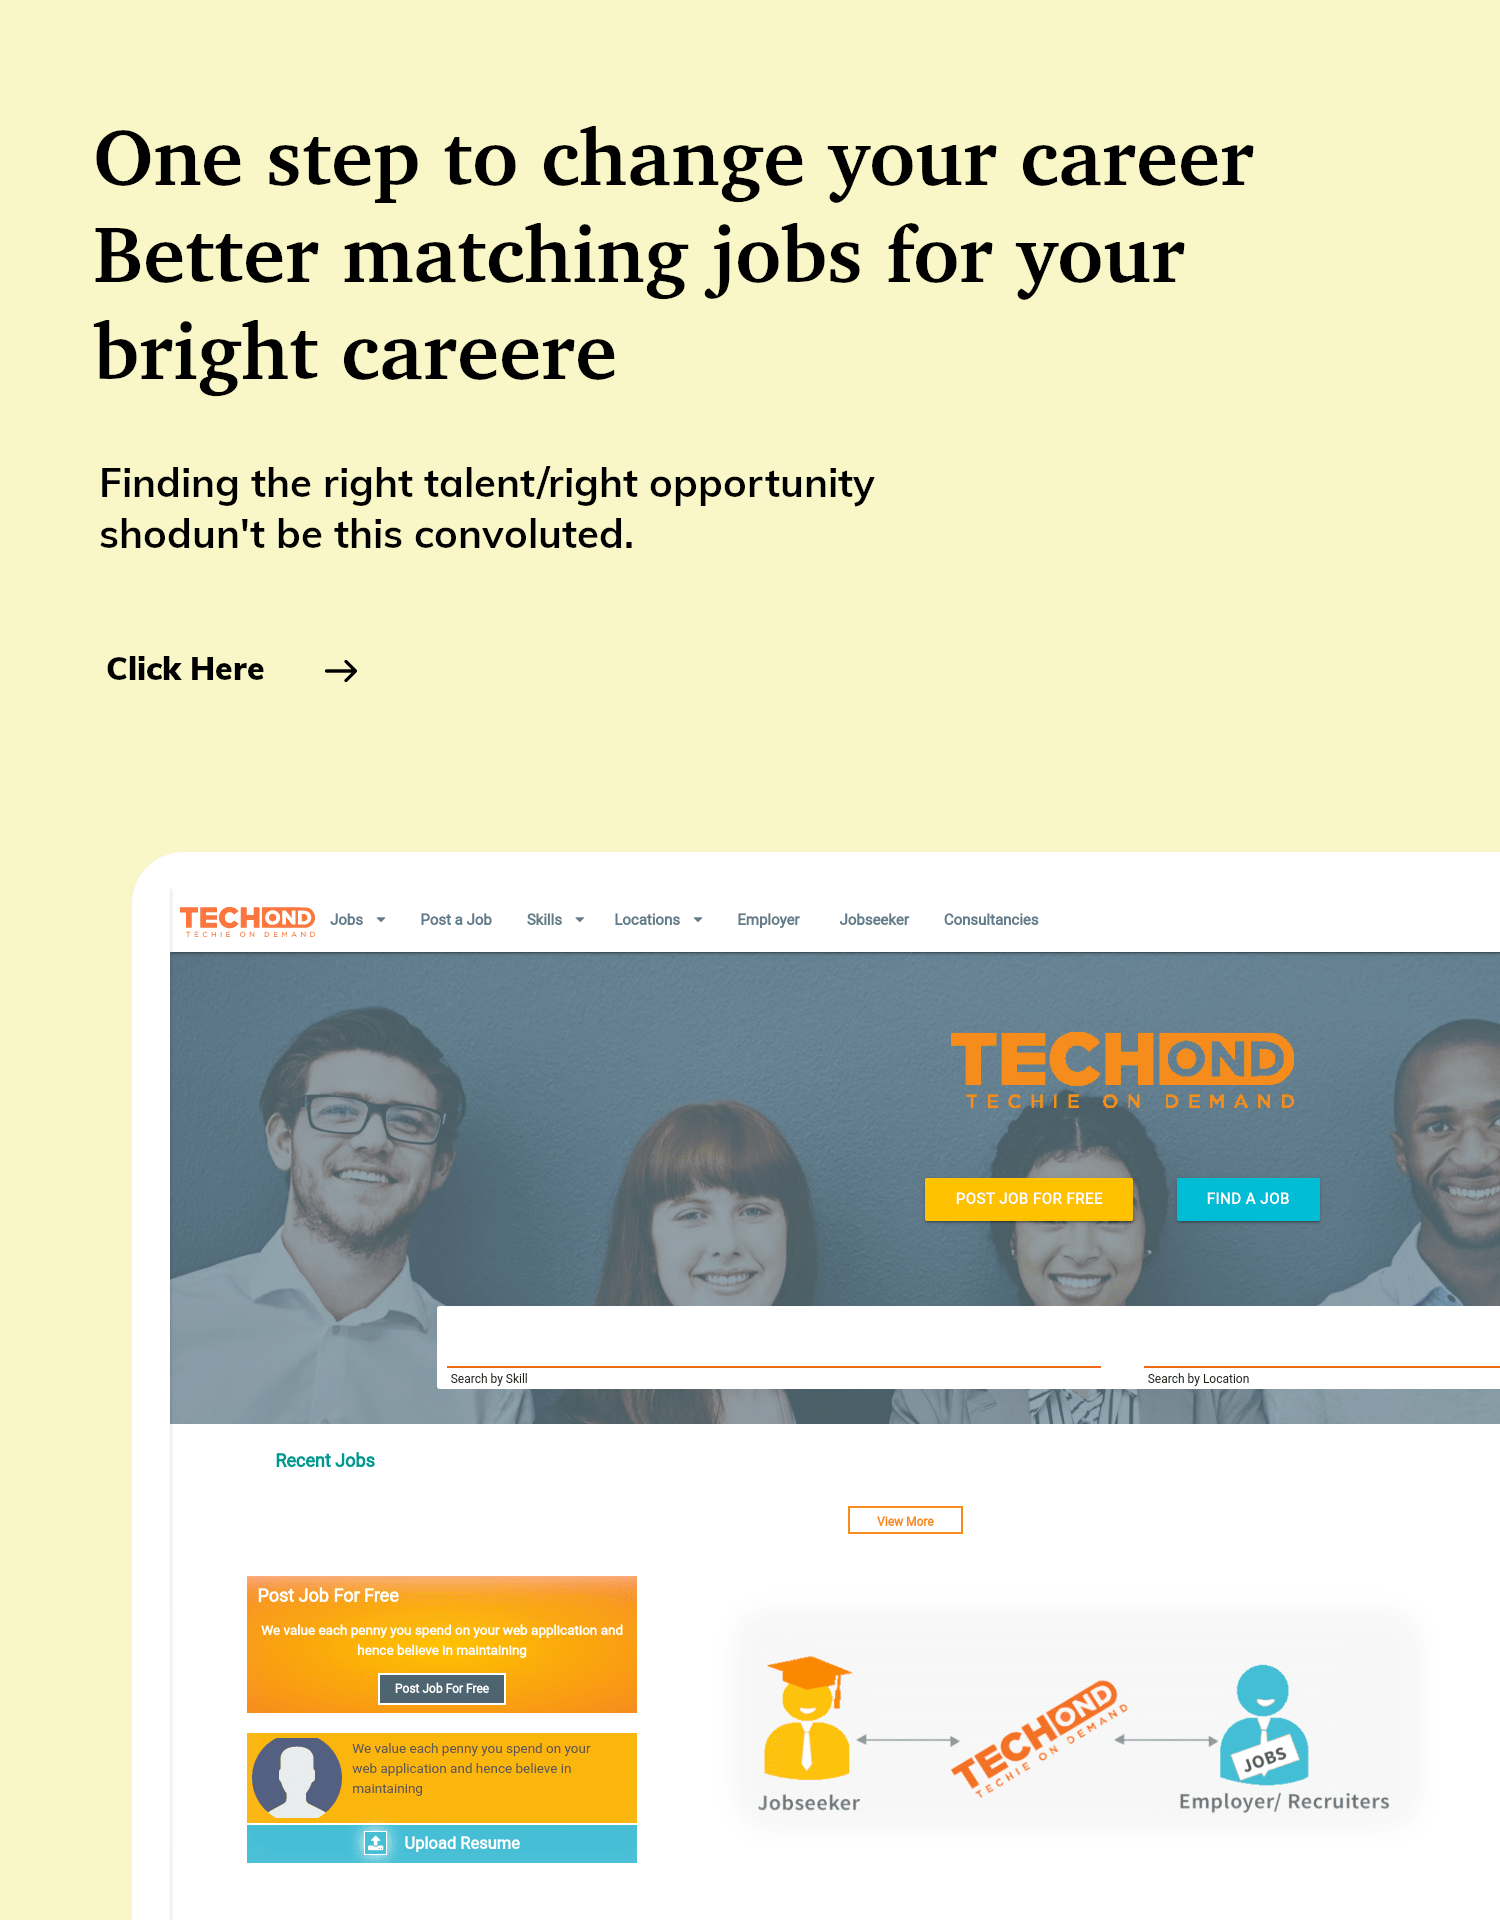 One step to change your career
Better matching jobs for your
bright careere
Finding the right talent/right opportunity
shodun't be this convoluted.
Click Here
TECHOND
TECHIE ON DEMAND
Jobs Post a Job Skills Locations Employer Jobseeker Consultancies
TECHOND
TECHIE ON DEMAND
POST JOB FOR FREE FIND A JOB
Search by Skill Search by Location
Recent Jobs
View More
Post Job For Free
We value each penny you spend on your web application and
hence believe in maintaining
Post Job For Free
We value each penny you spend on your
web application and hence believe in
maintaining
Upload Resume
TECHOND
TECHIE ON DEMAND
JOBS
Jobseeker Employer/ Recruiters